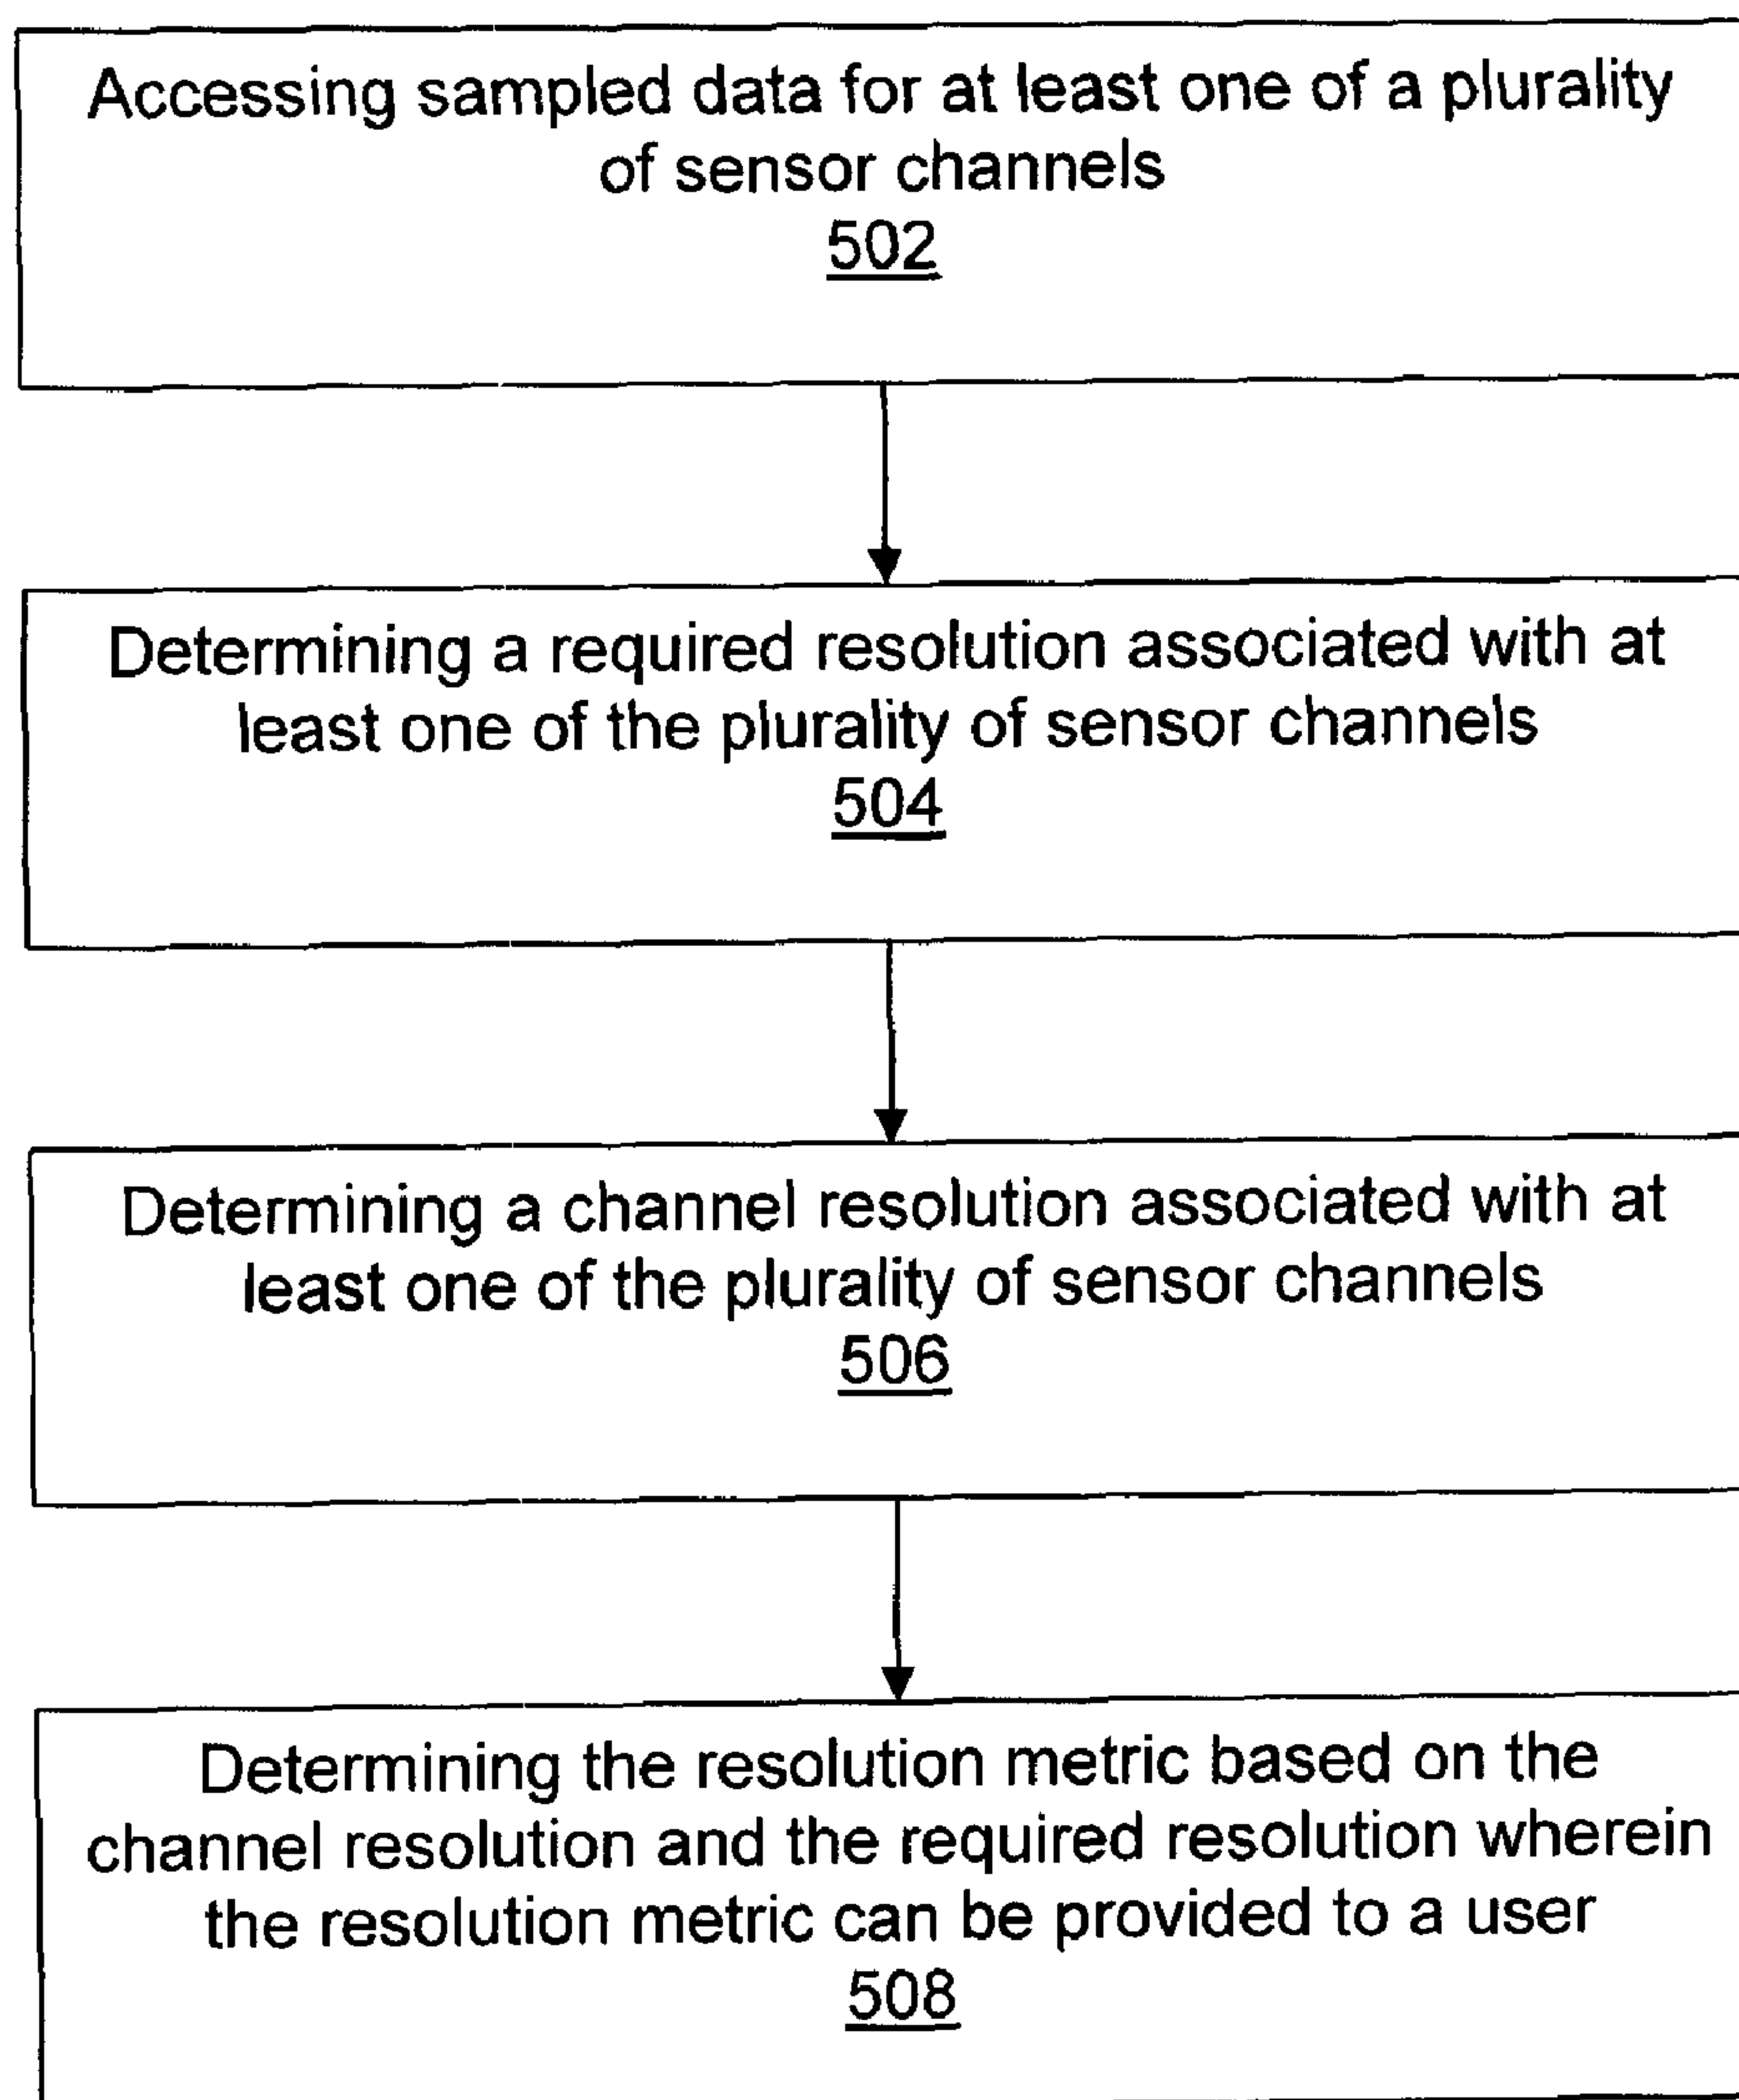 Accessing sampled data for at least one of a plurality
of sensor channels
502
Determining a required resolution associated with at
least one of the plurality of sensor channels
504
Determining a channel resolution associated with at
least one of the plurality of sensor channels
506
Determining the resolution metric based on the
channel resolution and the required resolution wherein
the resolution metric can be provided to a user
508